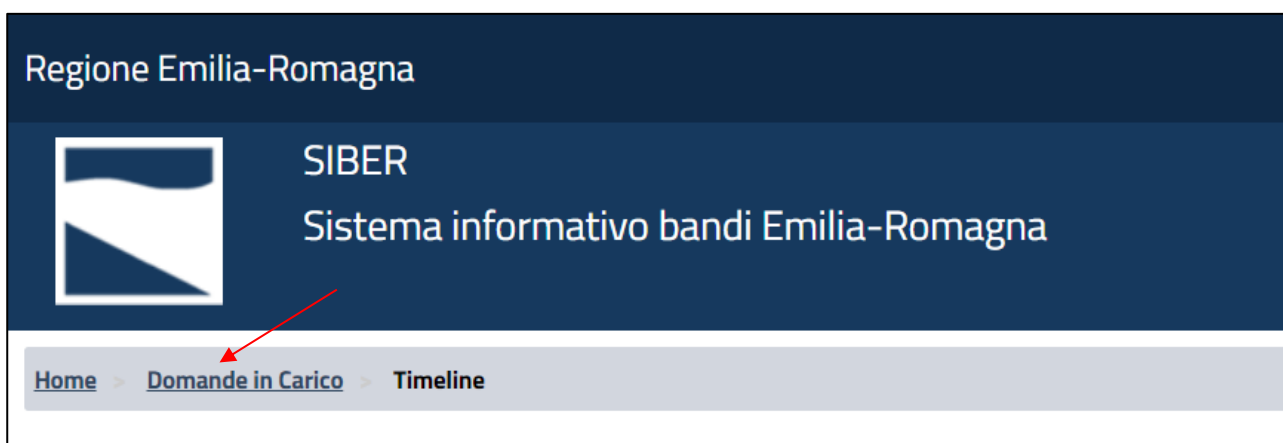 Regione Emilia-Romagna
SIBER
Sistema informativo bandi Emilia-Romagna
Home > Domande in Carico > Timeline